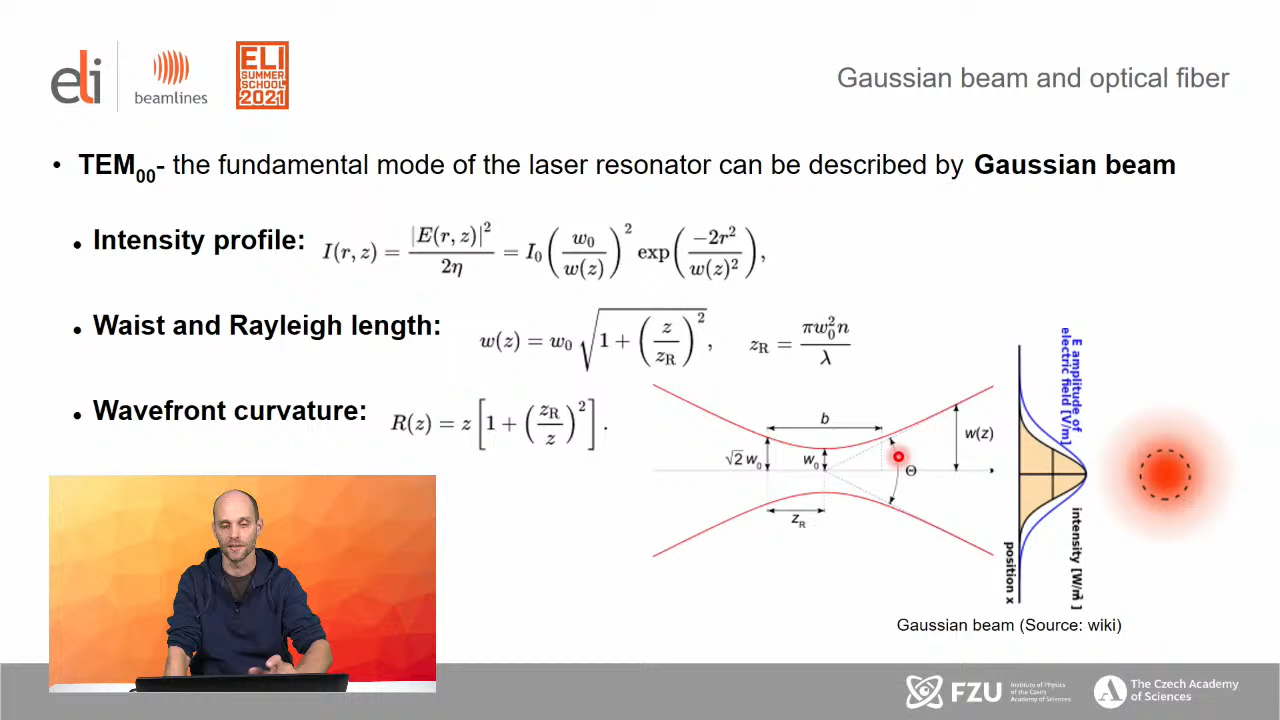 eli
beamlines
ELI
SUMMER
SCHOOL
2021
Gaussian beam and optical fiber
• TEM₀₀- the fundamental mode of the laser resonator can be described by Gaussian beam
• Intensity profile: I(r, z) = |E(r, z)|² / 2η = I₀ (w₀ / w(z))² exp(−2r² / w(z)²),
• Waist and Rayleigh length: w(z) = w₀ √(1 + (z / z_R)²), z_R = πw₀²n / λ
• Wavefront curvature: R(z) = z [1 + (z_R / z)²].
b
√2 w₀
w₀
w(z)
Θ
z_R
E amplitude of
electric field [V/m]
intensity [W/m²]
position x
Gaussian beam (Source: wiki)
FZU
Institute of Physics
of the Czech
Academy of Sciences
The Czech Academy
of Sciences